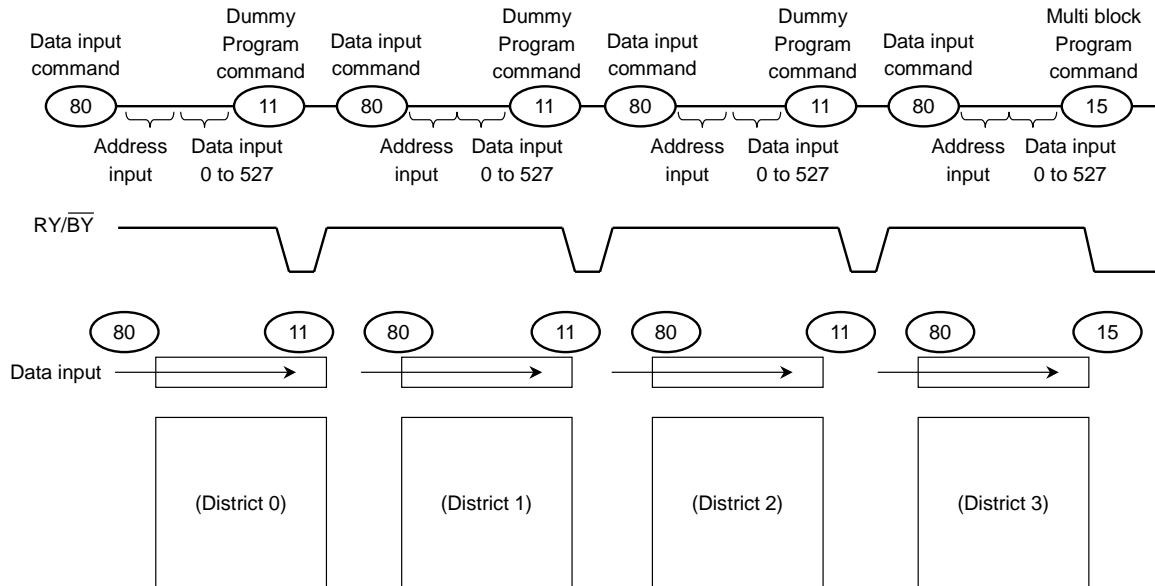 Data input
command
Dummy
Program
command
Data input
command
Dummy
Program
command
Data input
command
Dummy
Program
command
Data input
command
Multi block
Program
command
80 11 80 11 80 11 80 15
Address
input
Data input
0 to 527
Address
input
Data input
0 to 527
Address
input
Data input
0 to 527
Address
input
Data input
0 to 527
RY/B̅Y̅
80 11 80 11 80 11 80 15
Data input
(District 0) (District 1) (District 2) (District 3)